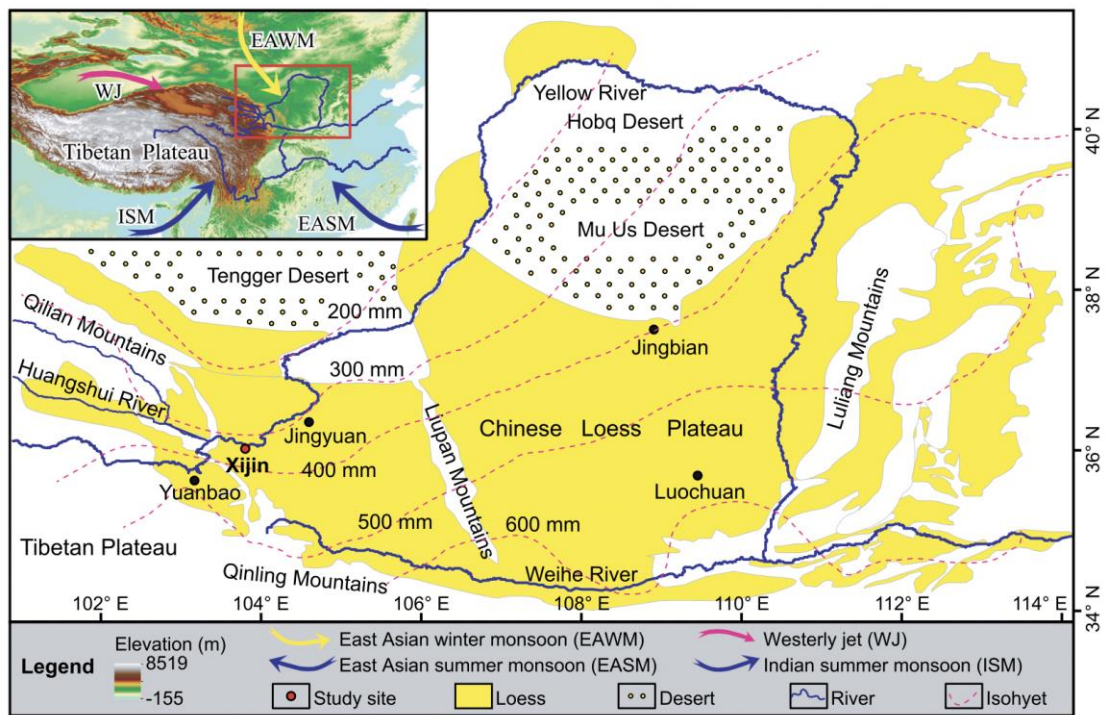 EAWM
WJ
Tibetan Plateau
ISM
EASM
Yellow River
Hobq Desert
Mu Us Desert
Tengger Desert
200 mm
Qilian Mountains
300 mm
Huangshui River
Jingbian
Luliang Mountains
Jingyuan
Liupan Mountains
Chinese Loess Plateau
Xijin
400 mm
Yuanbao
Luochuan
500 mm
600 mm
Tibetan Plateau
Qinling Mountains
Weihe River
40° N
38° N
36° N
34° N
102° E
104° E
106° E
108° E
110° E
112° E
114° E
Legend
Elevation (m)
8519
-155
East Asian winter monsoon (EAWM)
Westerly jet (WJ)
East Asian summer monsoon (EASM)
Indian summer monsoon (ISM)
Study site
Loess
Desert
River
Isohyet